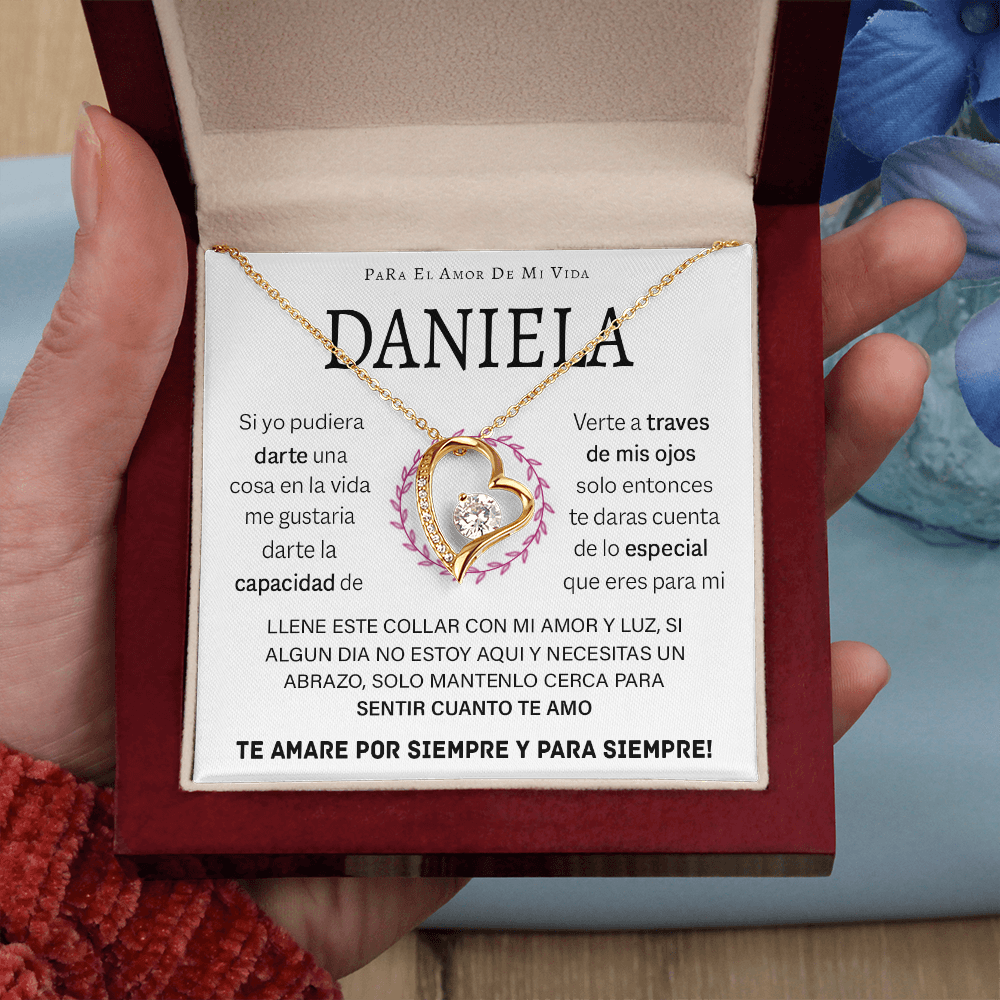 PaRa El Amor De Mi Vida
DANIELA
Si yo pudiera
darte una
cosa en la vida
me gustaria
darte la
capacidad de
Verte a traves
de mis ojos
solo entonces
te daras cuenta
de lo especial
que eres para mi
LLENE ESTE COLLAR CON MI AMOR Y LUZ, SI
ALGUN DIA NO ESTOY AQUI Y NECESITAS UN
ABRAZO, SOLO MANTENLO CERCA PARA
SENTIR CUANTO TE AMO
TE AMARE POR SIEMPRE Y PARA SIEMPRE!